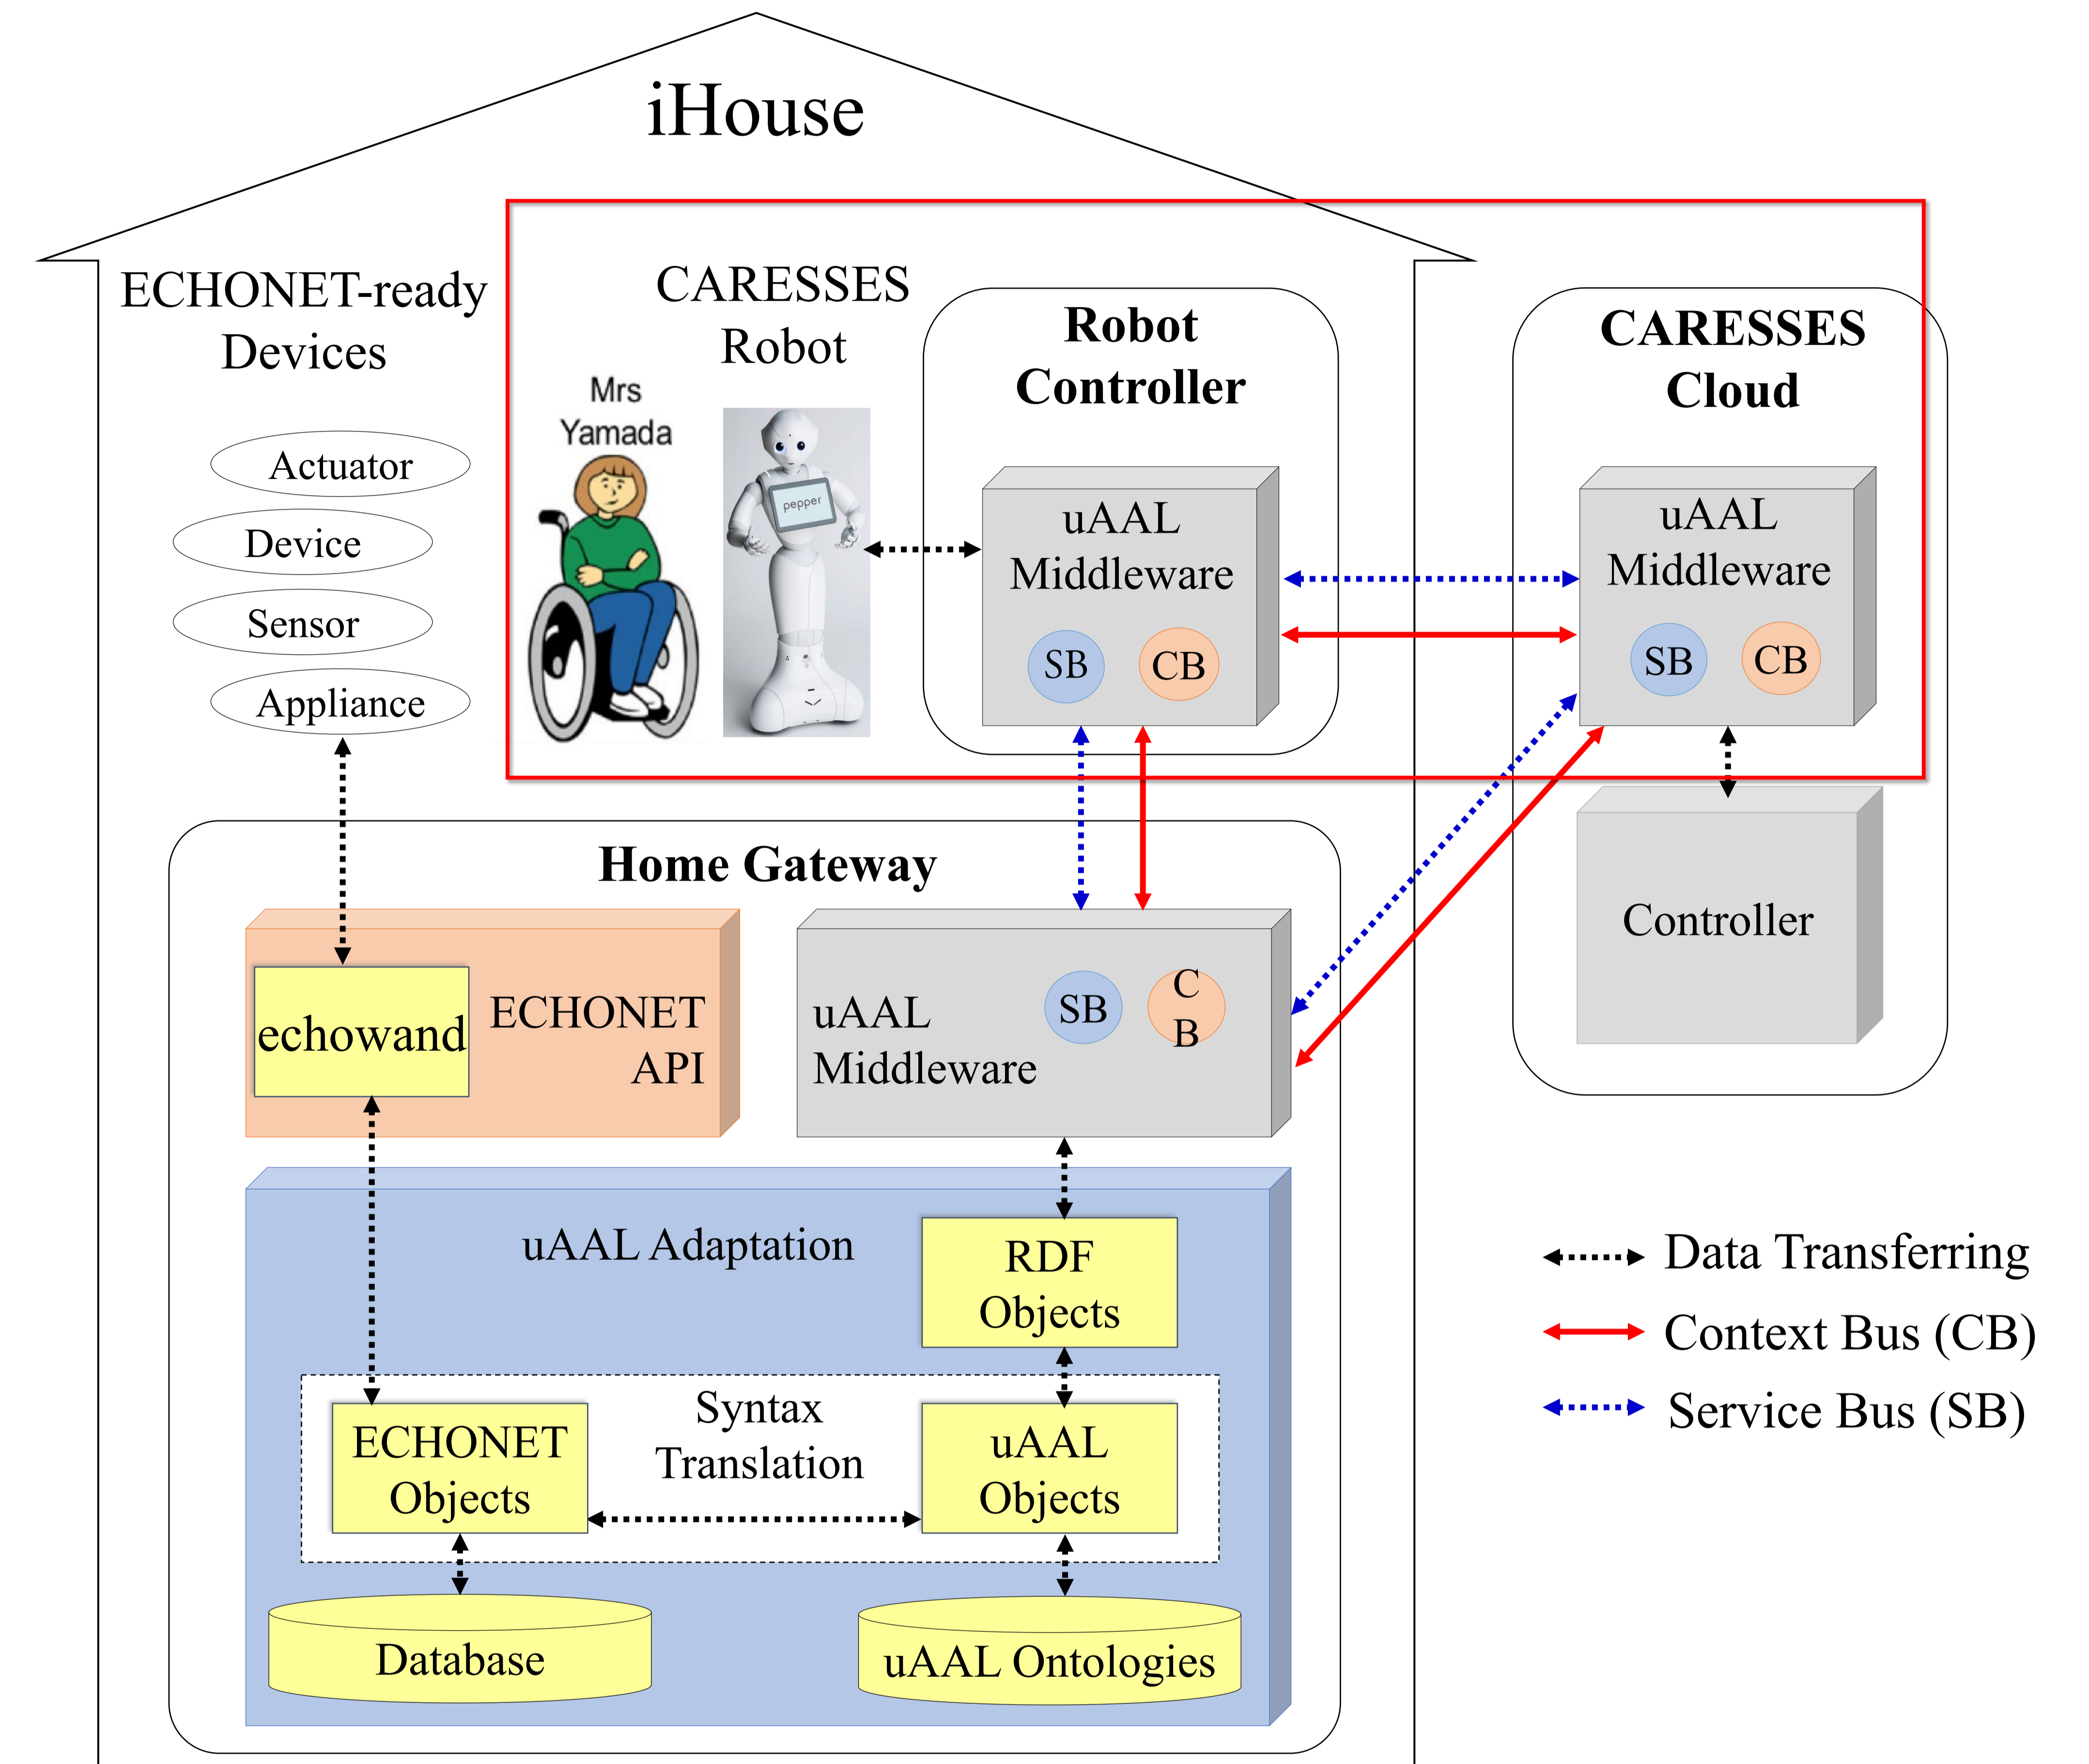 iHouse
ECHONET-ready
Devices
Actuator
Device
Sensor
Appliance
CARESSES
Robot
Mrs
Yamada
pepper
Robot
Controller
uAAL
Middleware
SB
CB
CARESSES
Cloud
uAAL
Middleware
SB
CB
Controller
Home Gateway
echowand
ECHONET
API
uAAL
Middleware
SB
C
B
uAAL Adaptation
RDF
Objects
Syntax
Translation
ECHONET
Objects
uAAL
Objects
Database
uAAL Ontologies
Data Transferring
Context Bus (CB)
Service Bus (SB)